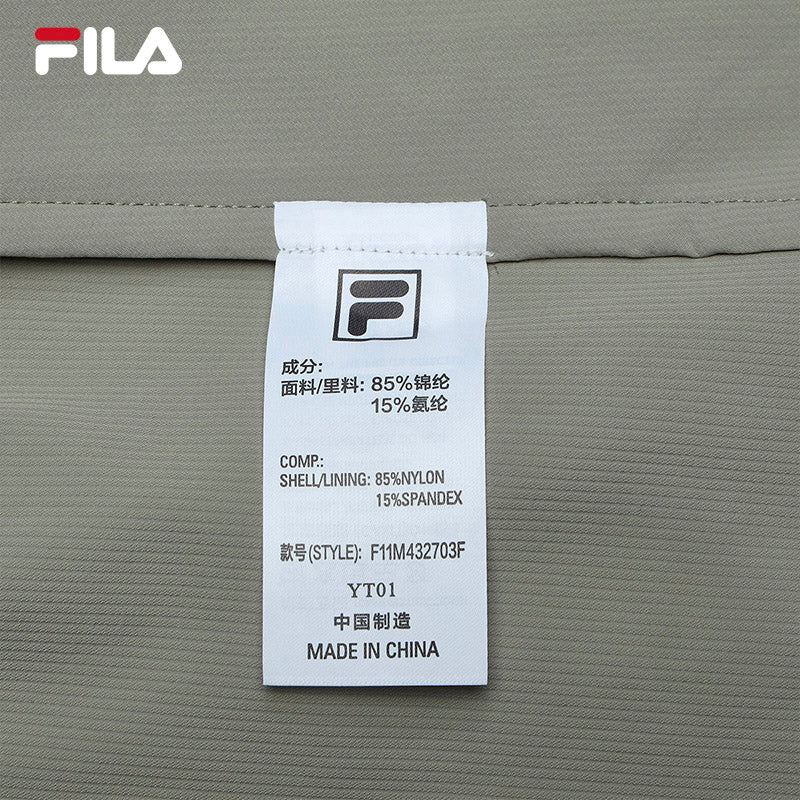 FILA
F
成分:
面料/里料: 85%锦纶
15%氨纶
COMP.:
SHELL/LINING: 85%NYLON
15%SPANDEX
款号(STYLE): F11M432703F
YT01
中国制造
MADE IN CHINA